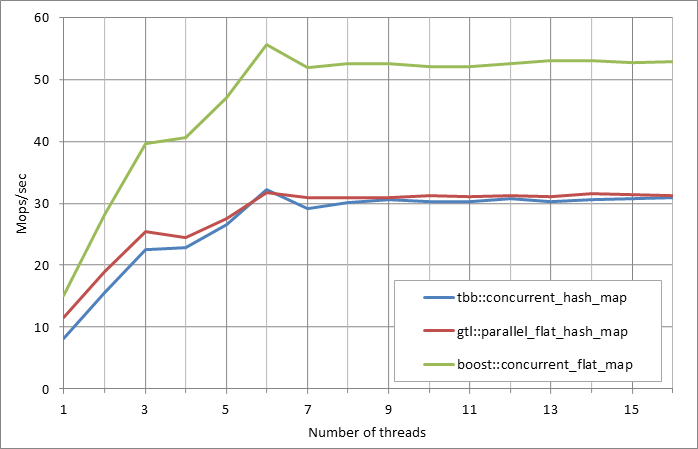 60
50
40
30
20
10
0
Mops/sec
1 3 5 7 9 11 13 15
Number of threads
tbb::concurrent_hash_map
gtl::parallel_flat_hash_map
boost::concurrent_flat_map